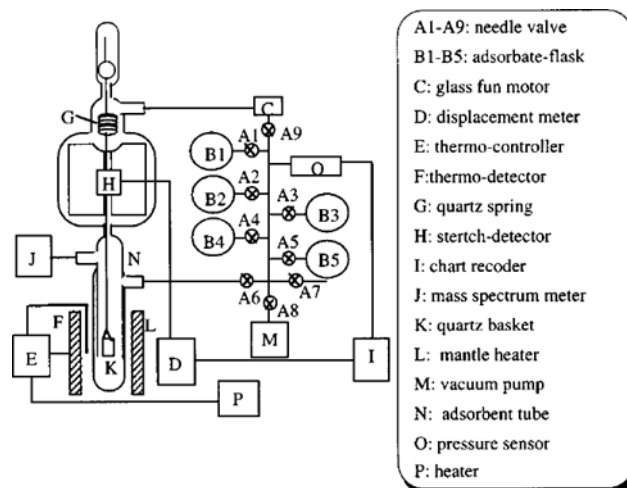 G
C
A9
A1
B1
O
A2
B2
A3
B3
H
A4
B4
A5
B5
J
N
A6
A7
A8
F
L
M
E
K
D
I
P
A1-A9: needle valve
B1-B5: adsorbate-flask
C: glass fun motor
D: displacement meter
E: thermo-controller
F:thermo-detector
G: quartz spring
H: stertch-detector
I: chart recoder
J: mass spectrum meter
K: quartz basket
L: mantle heater
M: vacuum pump
N: adsorbent tube
O: pressure sensor
P: heater